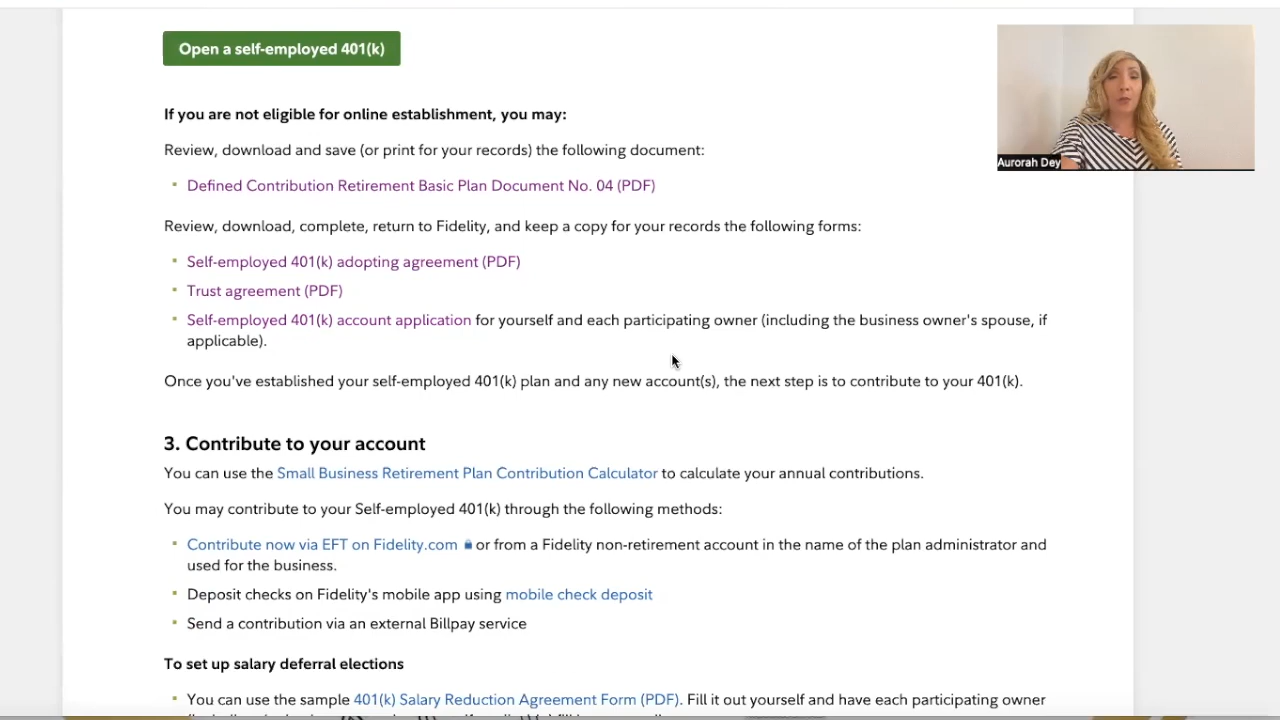 Open a self-employed 401(k)
Aurorah Dey
If you are not eligible for online establishment, you may:
Review, download and save (or print for your records) the following document:
Defined Contribution Retirement Basic Plan Document No. 04 (PDF)
Review, download, complete, return to Fidelity, and keep a copy for your records the following forms:
Self-employed 401(k) adopting agreement (PDF)
Trust agreement (PDF)
Self-employed 401(k) account application for yourself and each participating owner (including the business owner's spouse, if
applicable).
Once you've established your self-employed 401(k) plan and any new account(s), the next step is to contribute to your 401(k).
3. Contribute to your account
You can use the Small Business Retirement Plan Contribution Calculator to calculate your annual contributions.
You may contribute to your Self-employed 401(k) through the following methods:
Contribute now via EFT on Fidelity.com or from a Fidelity non-retirement account in the name of the plan administrator and
used for the business.
Deposit checks on Fidelity's mobile app using mobile check deposit
Send a contribution via an external Billpay service
To set up salary deferral elections
You can use the sample 401(k) Salary Reduction Agreement Form (PDF). Fill it out yourself and have each participating owner